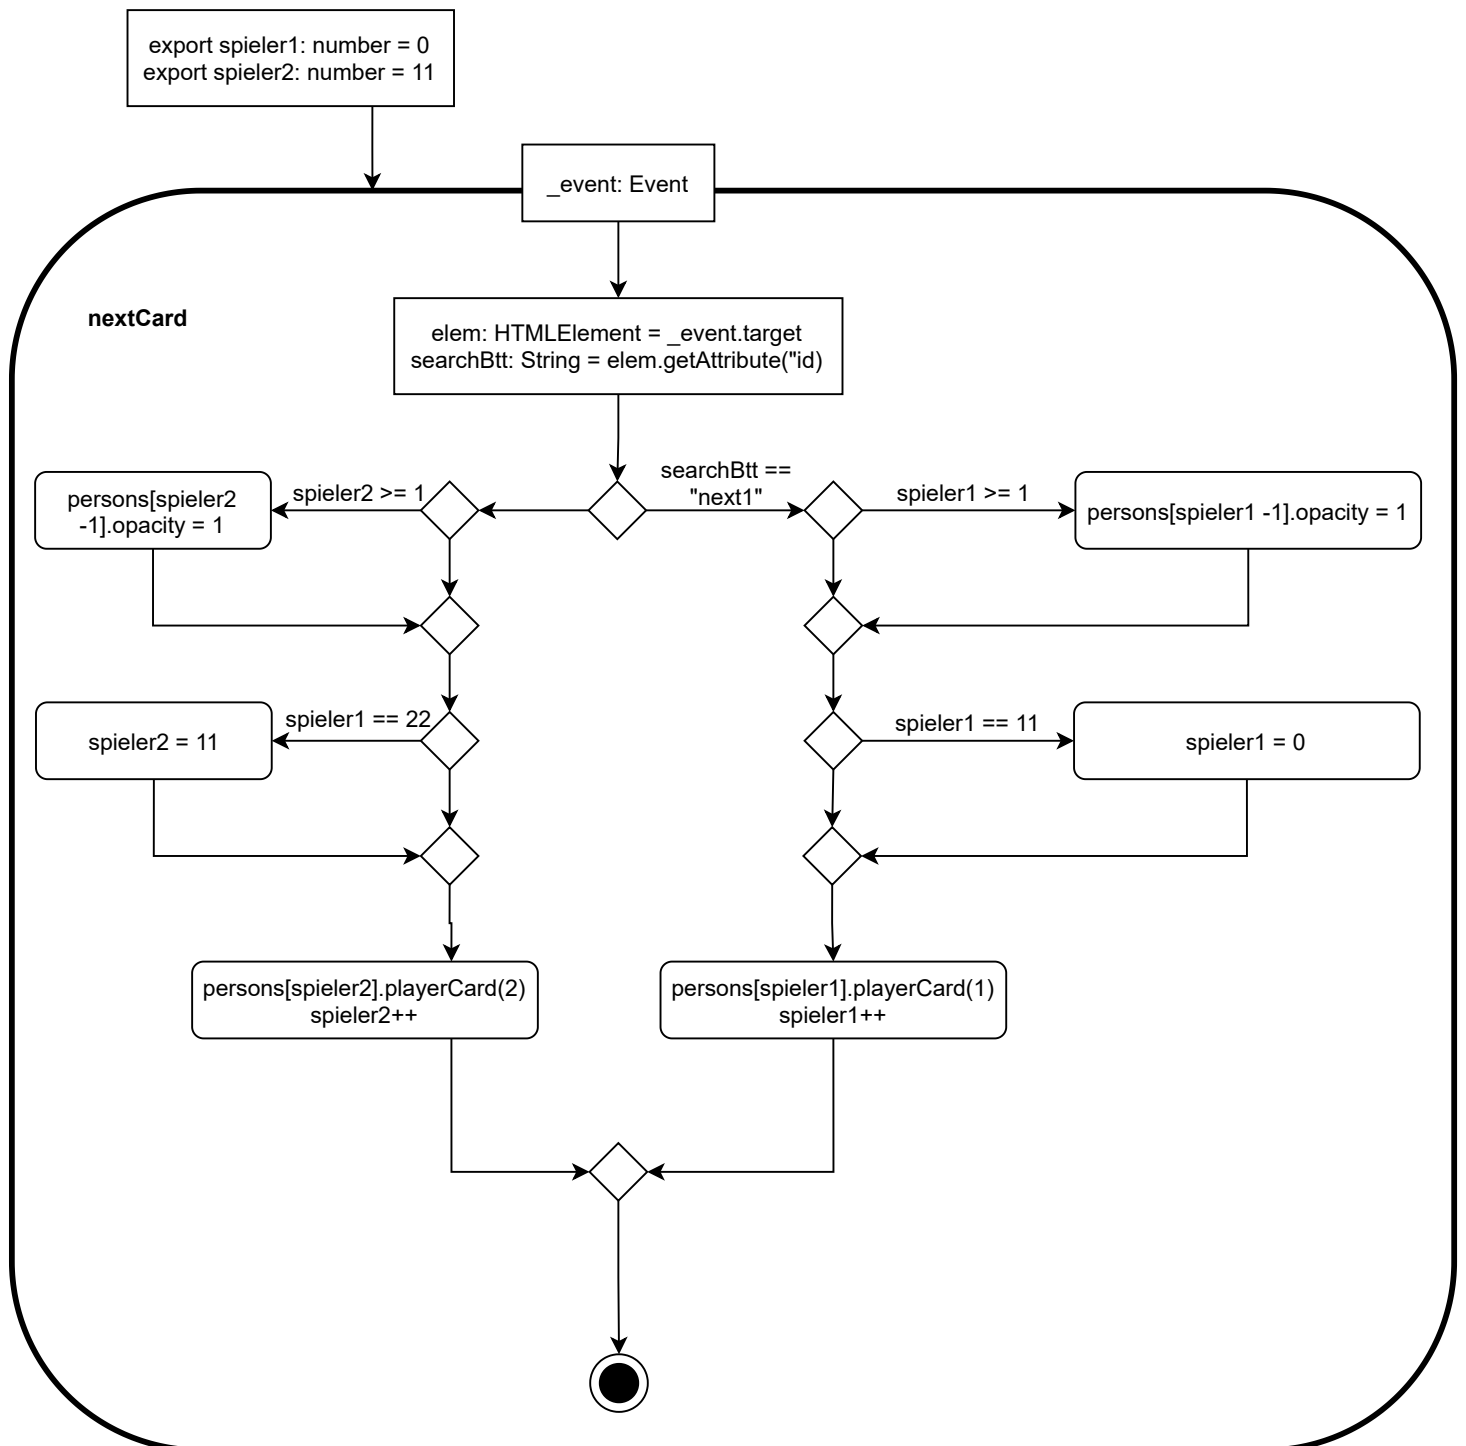 export spieler1: number = 0
export spieler2: number = 11
_event: Event
nextCard
elem: HTMLElement = _event.target
searchBtt: String = elem.getAttribute("id)
searchBtt ==
"next1"
spieler2 >= 1
spieler1 >= 1
persons[spieler2
-1].opacity = 1
persons[spieler1 -1].opacity = 1
spieler1 == 22
spieler1 == 11
spieler2 = 11
spieler1 = 0
persons[spieler2].playerCard(2)
spieler2++
persons[spieler1].playerCard(1)
spieler1++